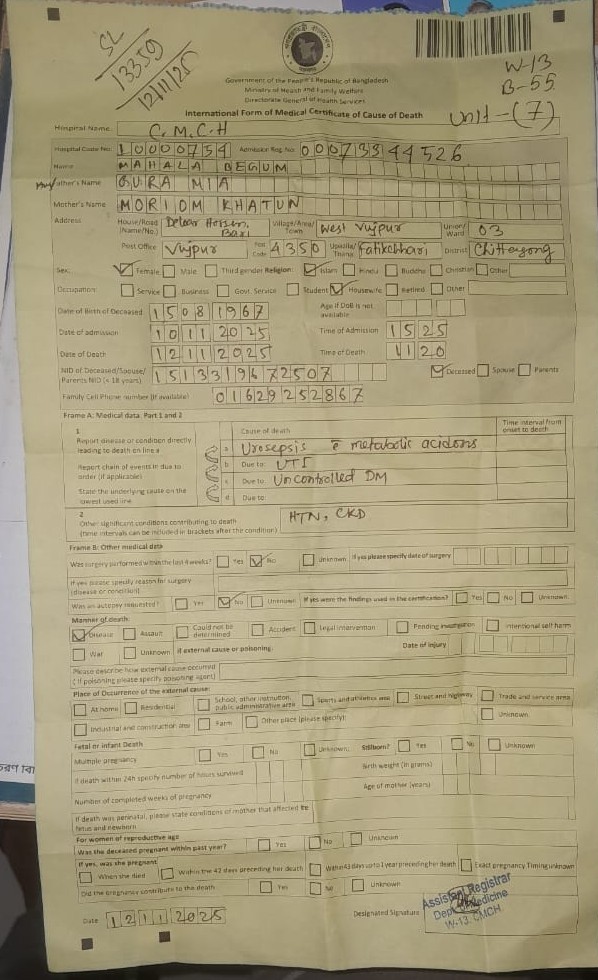 SL
13359
12/11/25
W-13
B-55
Unit-(7)
Government of the People's Republic of Bangladesh
Ministry of Health and Family Welfare
Directorate General of Health Services
International Form of Medical Certificate of Cause of Death
Hospital Name: C.M.C.H
Hospital Code No: 10000754 Admission Reg. No: 0007334 4526
Name MAHALA BEGUM
Father's Name GURA MIA
Mother's Name MORIOM KHATUN
Address House/Road (Name/No.) Bari Village/Area/Town West Vujpur Union/Ward 03
Post Office Vujpur Post Code 4350 Upazila/Thana Fatikchhari District Chittagong
Sex: Female Male Third gender Religion: Islam Hindu Buddha Christian Other
Occupation: Service Business Govt. Service Student Housewife Retired Other
Date of Birth of Deceased 15081967 Age if DoB is not available
Date of admission 10112025 Time of Admission 1525
Date of Death 12112025 Time of Death 1120
NID of Deceased/Spouse/Parents NID (< 18 years) 1513319672507 Deceased Spouse Parents
Family Cell Phone number (if available) 01629252867
Frame A: Medical data. Part 1 and 2
1 Cause of death Time interval from onset to death
Report disease or condition directly leading to death on line a a Urosepsis c̄ metabolic acidosis
Report chain of events in due to order (if applicable) b Due to: UTI
State the underlying cause on the lowest used line c Due to: Uncontrolled DM
d Due to:
2 Other significant conditions contributing to death (time intervals can be included in brackets after the condition) HTN, CKD
Frame B: Other medical data
Was surgery performed within the last 4 weeks? Yes No Unknown If yes please specify date of surgery
If yes please specify reason for surgery (disease or condition)
Was an autopsy requested? Yes No Unknown If yes were the findings used in the certification? Yes No Unknown
Manner of death:
Disease Assault Could not be determined Accident Legal intervention Pending investigation Intentional self harm
War Unknown If external cause or poisoning: Date of injury
Please describe how external cause occurred (If poisoning please specify poisoning agent)
Place of Occurrence of the external cause:
At home Residential School, other institution, public administrative area Sports and athletics area Street and highway Trade and service area
Industrial and construction area Farm Other place (please specify): Unknown
Fetal or infant Death
Multiple pregnancy Yes No Unknown Stillborn? Yes No Unknown
If death within 24h specify number of hours survived Birth weight (in grams)
Number of completed weeks of pregnancy Age of mother (years)
If death was perinatal, please state conditions of mother that affected the fetus and newborn
For women of reproductive age
Was the deceased pregnant within past year? Yes No Unknown
If yes, was she pregnant
When she died Within the 42 days preceding her death Within 43 days upto 1 year preceding her death Exact pregnancy Timing unknown
Did the pregnancy contribute to the death Yes No Unknown
Date 12112025 Designated Signature
Assistant Registrar
Dept. of Medicine
W-13, CMCH